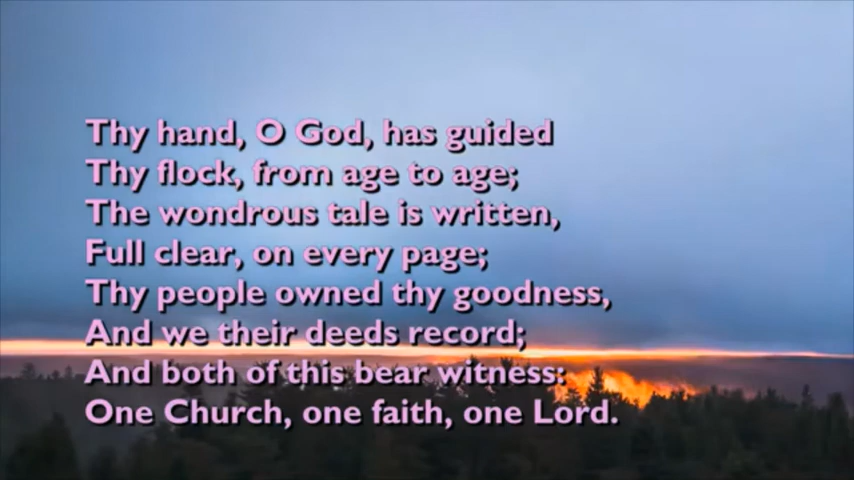 Thy hand, O God, has guided
Thy flock, from age to age;
The wondrous tale is written,
Full clear, on every page;
Thy people owned thy goodness,
And we their deeds record;
And both of this bear witness:
One Church, one faith, one Lord.